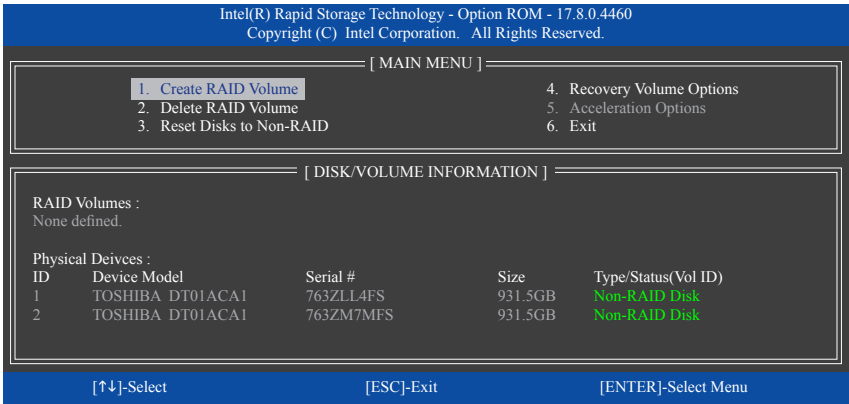 Intel(R) Rapid Storage Technology - Option ROM - 17.8.0.4460
Copyright (C) Intel Corporation. All Rights Reserved.
[ MAIN MENU ]
1. Create RAID Volume
2. Delete RAID Volume
3. Reset Disks to Non-RAID
4. Recovery Volume Options
5. Acceleration Options
6. Exit
[ DISK/VOLUME INFORMATION ]
RAID Volumes :
None defined.
Physical Deivces :
ID Device Model Serial # Size Type/Status(Vol ID)
1 TOSHIBA DT01ACA1 763ZLL4FS 931.5GB Non-RAID Disk
2 TOSHIBA DT01ACA1 763ZM7MFS 931.5GB Non-RAID Disk
[↑↓]-Select [ESC]-Exit [ENTER]-Select Menu